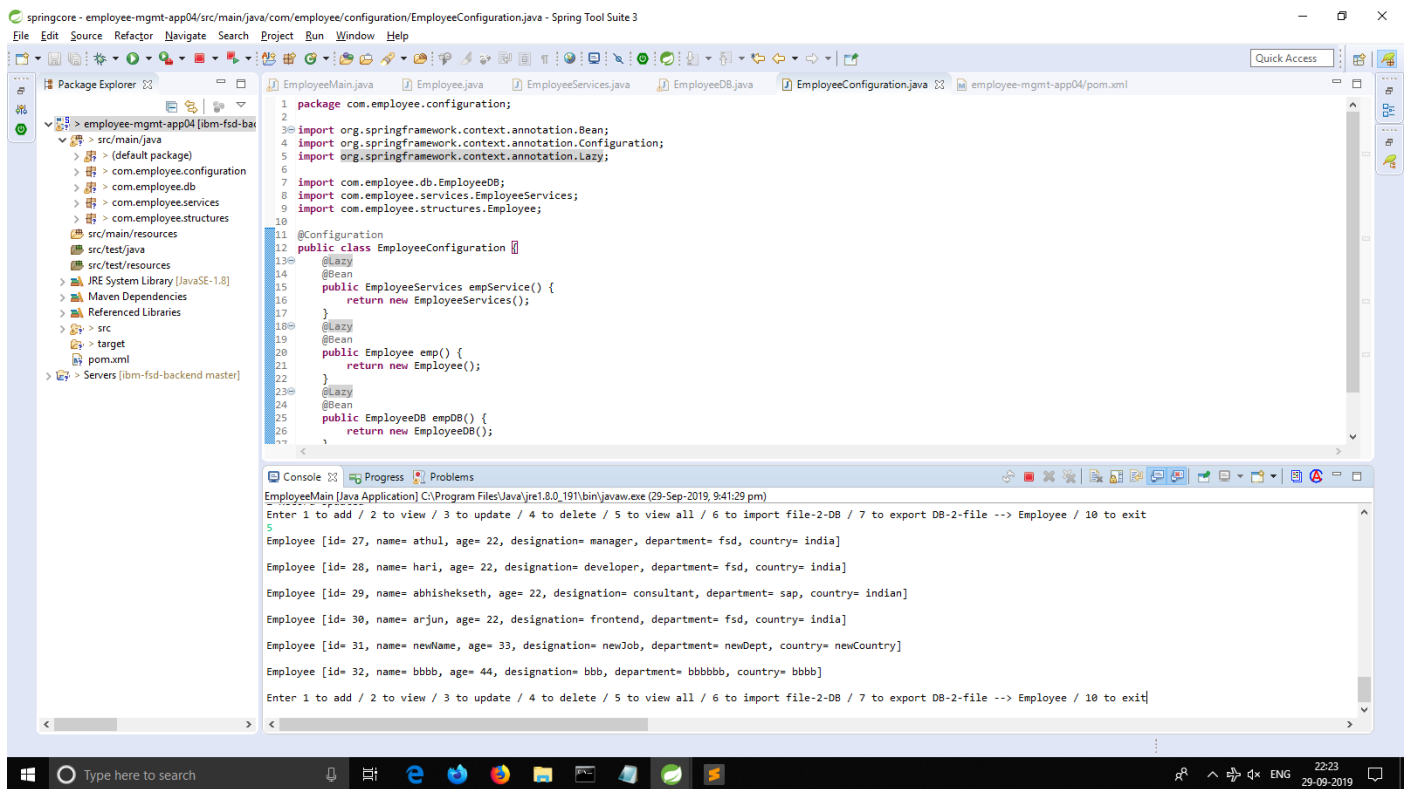 springcore - employee-mgmt-app04/src/main/java/com/employee/configuration/EmployeeConfiguration.java - Spring Tool Suite 3
File Edit Source Refactor Navigate Search Project Run Window Help
Quick Access
Package Explorer
> employee-mgmt-app04 [ibm-fsd-bac
> src/main/java
> (default package)
> com.employee.configuration
> com.employee.db
> com.employee.services
> com.employee.structures
src/main/resources
src/test/java
src/test/resources
JRE System Library [JavaSE-1.8]
Maven Dependencies
Referenced Libraries
> src
> target
pom.xml
> Servers [ibm-fsd-backend master]
EmployeeMain.java Employee.java EmployeeServices.java EmployeeDB.java EmployeeConfiguration.java employee-mgmt-app04/pom.xml
1 package com.employee.configuration;
2
3 import org.springframework.context.annotation.Bean;
4 import org.springframework.context.annotation.Configuration;
5 import org.springframework.context.annotation.Lazy;
6
7 import com.employee.db.EmployeeDB;
8 import com.employee.services.EmployeeServices;
9 import com.employee.structures.Employee;
10
11 @Configuration
12 public class EmployeeConfiguration {
13 @Lazy
14 @Bean
15 public EmployeeServices empService() {
16 return new EmployeeServices();
17 }
18 @Lazy
19 @Bean
20 public Employee emp() {
21 return new Employee();
22 }
23 @Lazy
24 @Bean
25 public EmployeeDB empDB() {
26 return new EmployeeDB();
27 }
Console Progress Problems
EmployeeMain [Java Application] C:\Program Files\Java\jre1.8.0_191\bin\javaw.exe (29-Sep-2019, 9:41:29 pm)
Enter 1 to add / 2 to view / 3 to update / 4 to delete / 5 to view all / 6 to import file-2-DB / 7 to export DB-2-file --> Employee / 10 to exit
5
Employee [id= 27, name= athul, age= 22, designation= manager, department= fsd, country= india]
Employee [id= 28, name= hari, age= 22, designation= developer, department= fsd, country= india]
Employee [id= 29, name= abhishekseth, age= 22, designation= consultant, department= sap, country= indian]
Employee [id= 30, name= arjun, age= 22, designation= frontend, department= fsd, country= india]
Employee [id= 31, name= newName, age= 33, designation= newJob, department= newDept, country= newCountry]
Employee [id= 32, name= bbbb, age= 44, designation= bbb, department= bbbbbb, country= bbbb]
Enter 1 to add / 2 to view / 3 to update / 4 to delete / 5 to view all / 6 to import file-2-DB / 7 to export DB-2-file --> Employee / 10 to exit
Type here to search
ENG
22:23
29-09-2019